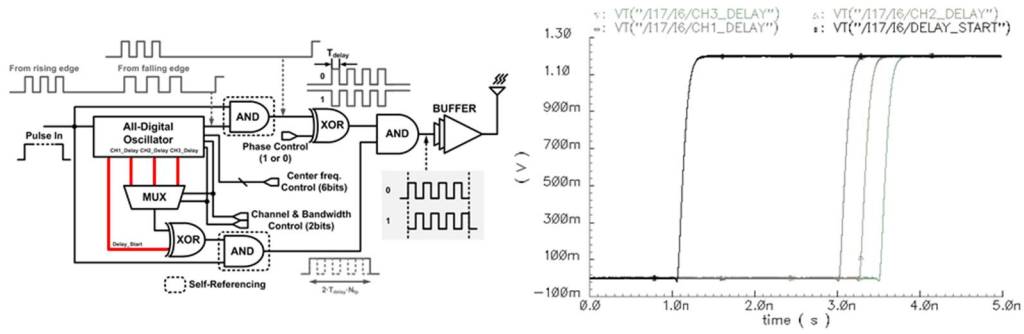 From rising edge
From falling edge
T delay
0
1
Pulse In
All-Digital
Oscillator
CH1_Delay CH2_Delay CH3_Delay
AND
XOR
Phase Control
(1 or 0)
AND
BUFFER
Center freq.
Control (6bits)
MUX
Channel & Bandwidth
Control (2bits)
Delay_Start
XOR
AND
Self-Referencing
0
1
VT("/I17/I6/CH3_DELAY")
VT("/I17/I6/CH2_DELAY")
VT("/I17/I6/CH1_DELAY")
VT("/I17/I6/DELAY_START")
1.30
1.10
900m
700m
500m
300m
100m
-100m
( V )
0.0 1.0n 2.0n 3.0n 4.0n 5.0n
time ( s )